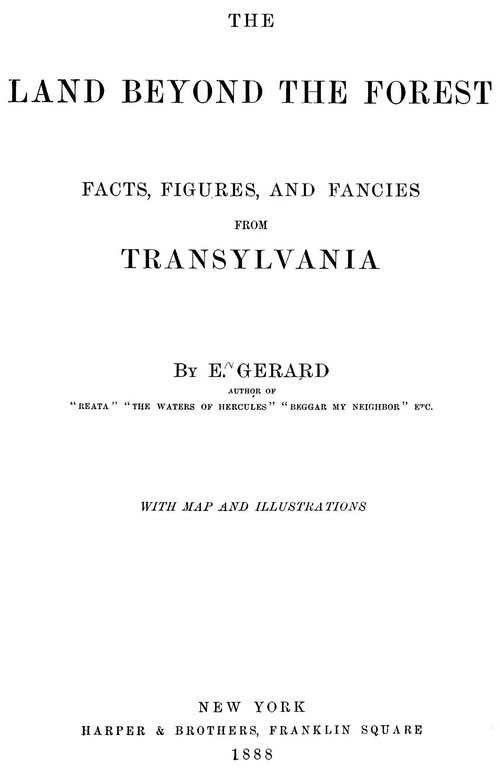 THE
LAND BEYOND THE FOREST
FACTS, FIGURES, AND FANCIES
FROM
TRANSYLVANIA
By E. GERARD
AUTHOR OF
“REATA” “THE WATERS OF HERCULES” “BEGGAR MY NEIGHBOR” ETC.
WITH MAP AND ILLUSTRATIONS
NEW YORK
HARPER & BROTHERS, FRANKLIN SQUARE
1888